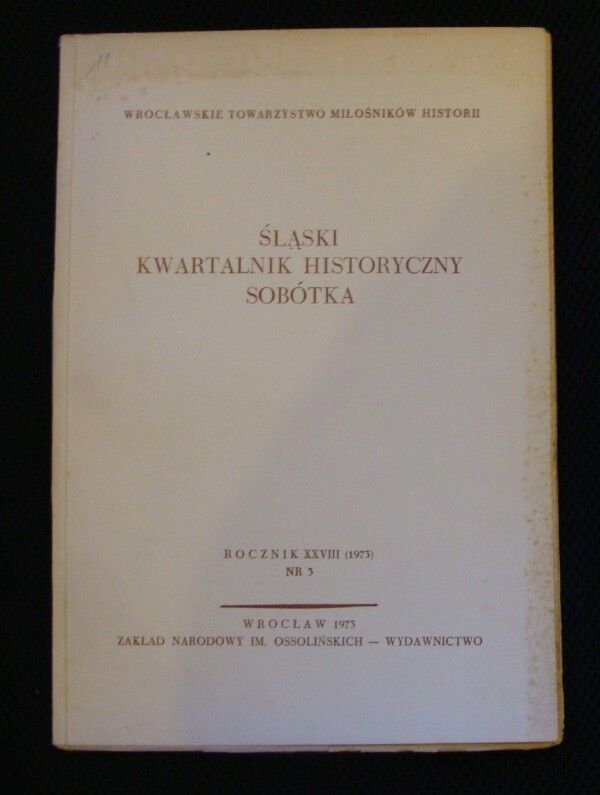 11
WROCŁAWSKIE TOWARZYSTWO MIŁOŚNIKÓW HISTORII
ŚLĄSKI
KWARTALNIK HISTORYCZNY
SOBÓTKA
ROCZNIK XXVIII (1973)
NR 3
WROCŁAW 1973
ZAKŁAD NARODOWY IM. OSSOLIŃSKICH — WYDAWNICTWO